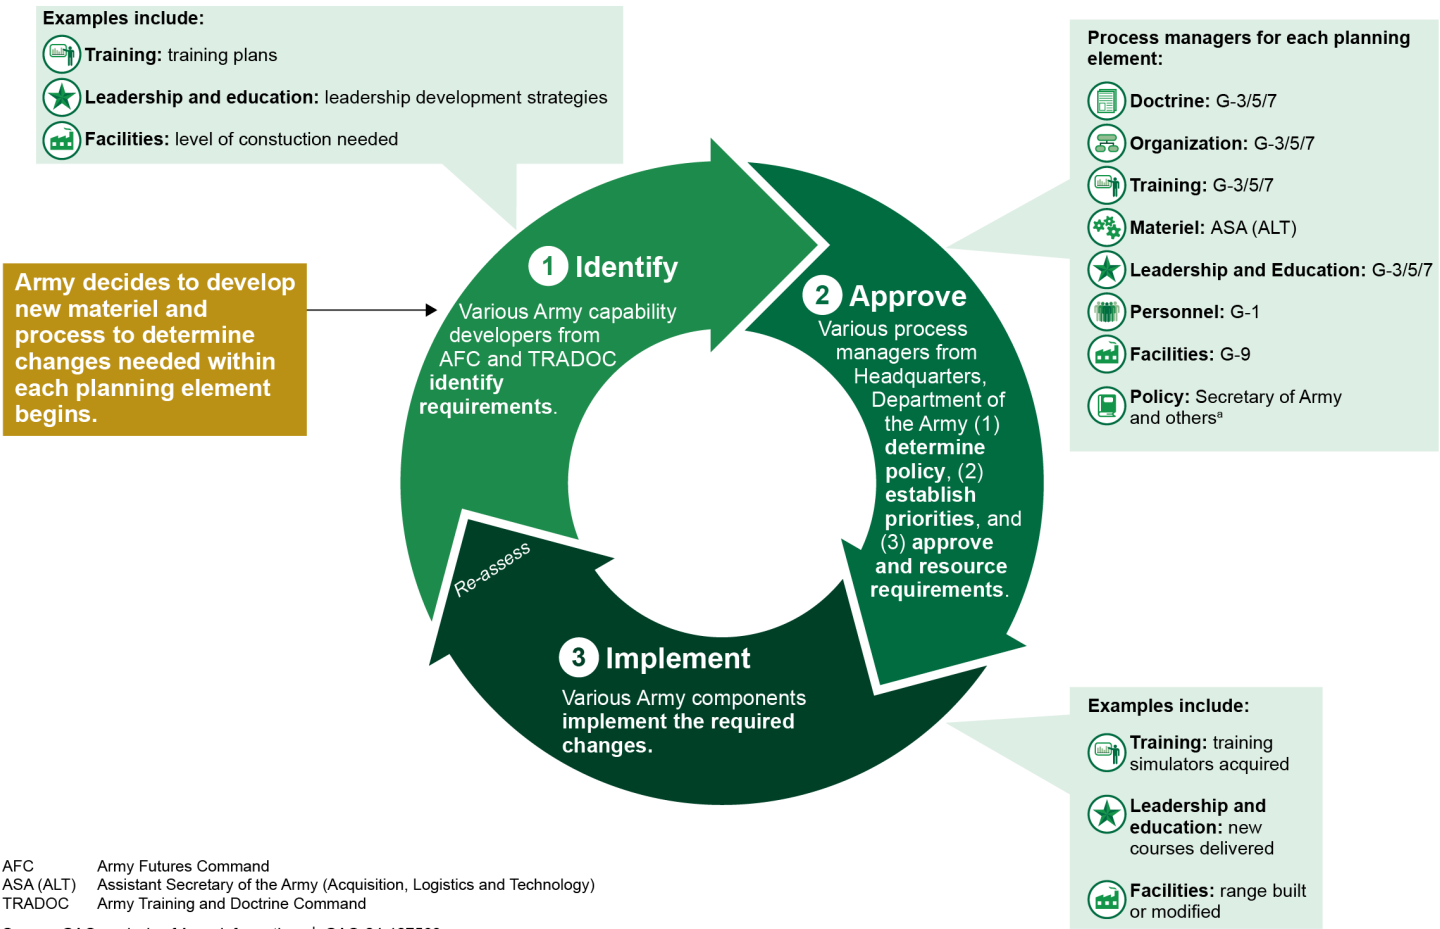 Examples include:
Training: training plans
Leadership and education: leadership development strategies
Facilities: level of constuction needed
Process managers for each planning
element:
Doctrine: G-3/5/7
Organization: G-3/5/7
Training: G-3/5/7
Materiel: ASA (ALT)
Leadership and Education: G-3/5/7
Personnel: G-1
Facilities: G-9
Policy: Secretary of Army
and othersª
Army decides to develop
new materiel and
process to determine
changes needed within
each planning element
begins.
1 Identify
Various Army capability
developers from
AFC and TRADOC
identify
requirements.
2 Approve
Various process
managers from
Headquarters,
Department of
the Army (1)
determine
policy, (2)
establish
priorities, and
(3) approve
and resource
requirements.
Re-assess
3 Implement
Various Army components
implement the required
changes.
Examples include:
Training: training
simulators acquired
Leadership and
education: new
courses delivered
Facilities: range built
or modified
AFC Army Futures Command
ASA (ALT) Assistant Secretary of the Army (Acquisition, Logistics and Technology)
TRADOC Army Training and Doctrine Command